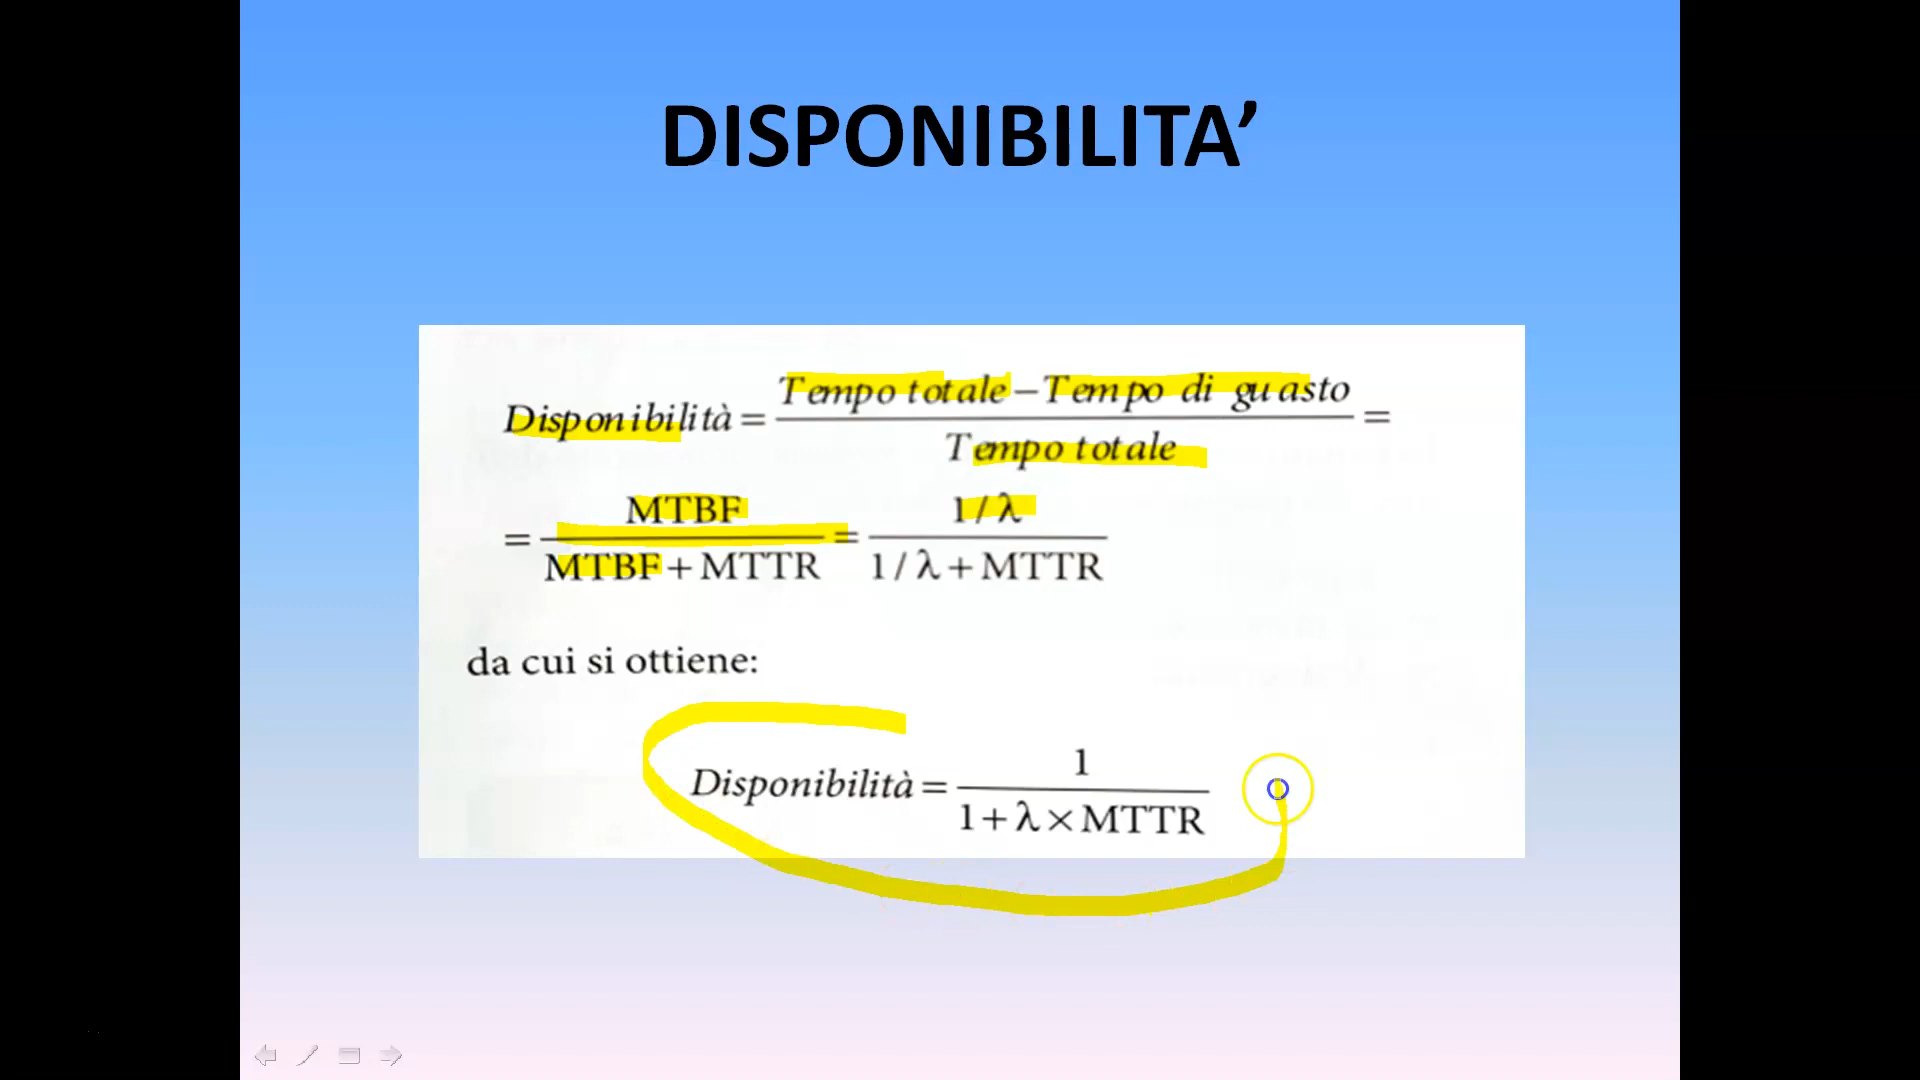 DISPONIBILITA’
Disponibilità = (Tempo totale − Tempo di guasto) / Tempo totale =
= MTBF / (MTBF + MTTR) = (1/λ) / (1/λ + MTTR)
da cui si ottiene:
Disponibilità = 1 / (1 + λ × MTTR)